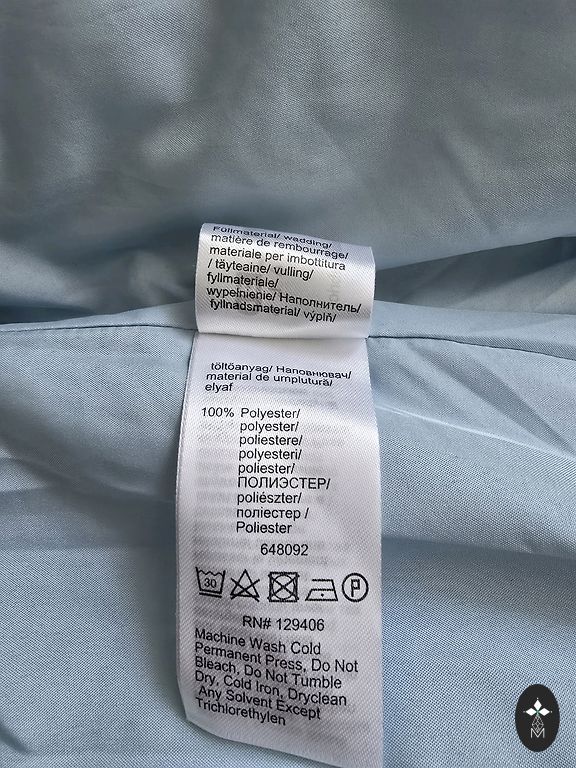 Füllmaterial/ wadding/
matière de rembourrage/
materiale per imbottitura
/ täyteaine/ vulling/
fyllmateriale/
wypełnienie/ Наполнитель/
fyllnadsmaterial/ výplň/
töltőanyag/ Наповнювач/
material de umplutură/
elyaf
100% Polyester/
polyester/
poliestere/
polyesteri/
poliester/
ПОЛИЭСТЕР/
poliészter/
поліестер /
Poliester
648092
30 P
RN# 129406
Machine Wash Cold
Permanent Press, Do Not
Bleach, Do Not Tumble
Dry, Cold Iron, Dryclean
Any Solvent Except
Trichlorethylen
M